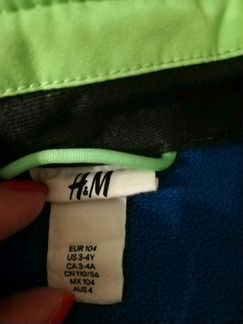 H&M
EUR 104
US 3-4Y
CA 3-4A
CN 110/56
MX 104
AUS 4